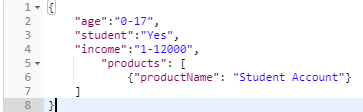 1 {
2 "age":"0-17",
3 "student":"Yes",
4 "income":"1-12000",
5 "products": [
6 {"productName": "Student Account"}
7 ]
8 }